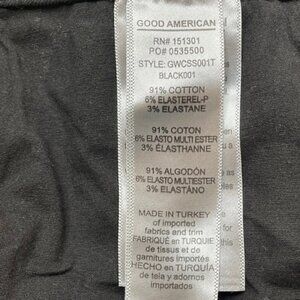 GOOD AMERICAN
RN# 151301
PO# 0535500
STYLE: GWCSS001T
BLACK001
91% COTTON
6% ELASTEREL-P
3% ELASTANE
91% COTON
6% ELASTO MULTI ESTER
3% ÉLASTHANNE
91% ALGODÓN
6% ELASTO MULTIESTER
3% ELASTÁNO
MADE IN TURKEY of
imported
fabrics and trim
FABRIQUÉ en TURQUIE
de tissus et de
garnitures importés
HECHO en TURQUÍA
de tela y adornos
importados